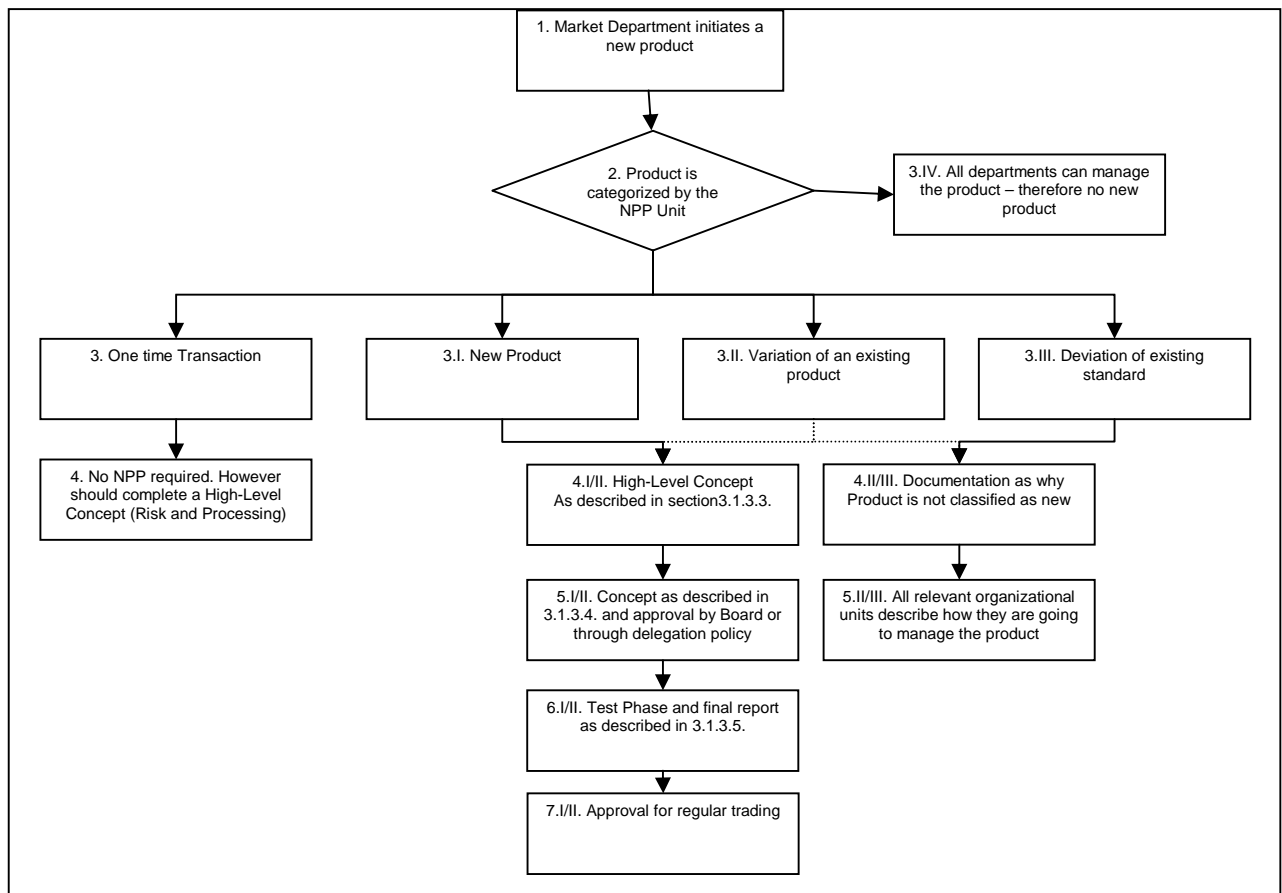 1. Market Department initiates a
new product
2. Product is
categorized by the
NPP Unit
3.IV. All departments can manage
the product – therefore no new
product
3. One time Transaction
3.I. New Product
3.II. Variation of an existing
product
3.III. Deviation of existing
standard
4. No NPP required. However
should complete a High-Level
Concept (Risk and Processing)
4.I/II. High-Level Concept
As described in section3.1.3.3.
4.II/III. Documentation as why
Product is not classified as new
5.I/II. Concept as described in
3.1.3.4. and approval by Board or
through delegation policy
5.II/III. All relevant organizational
units describe how they are going
to manage the product
6.I/II. Test Phase and final report
as described in 3.1.3.5.
7.I/II. Approval for regular trading